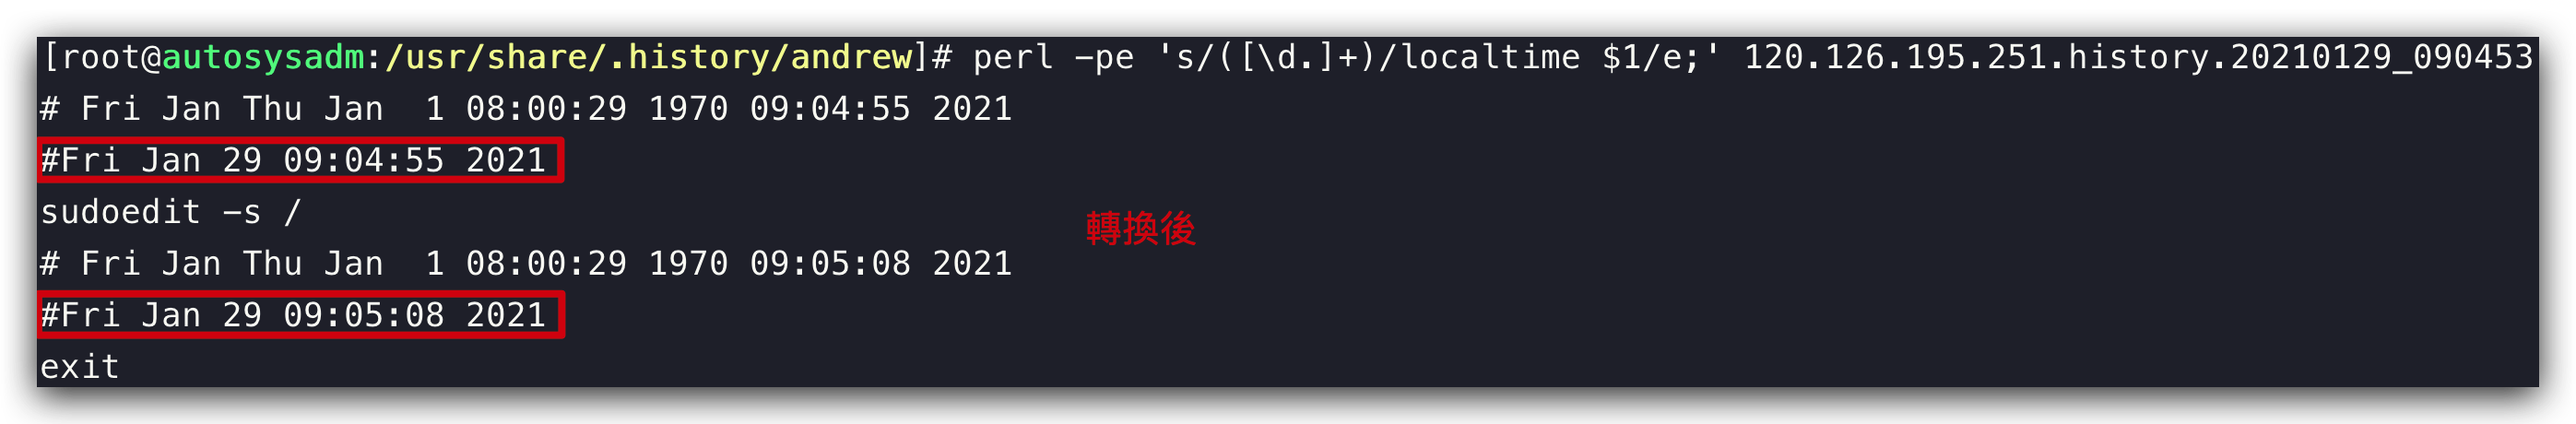 [root@autosysadm:/usr/share/.history/andrew]# perl -pe 's/([\d.]+)/localtime $1/e;' 120.126.195.251.history.20210129_090453
# Fri Jan Thu Jan  1 08:00:29 1970 09:04:55 2021
#Fri Jan 29 09:04:55 2021
sudoedit -s /
轉換後
# Fri Jan Thu Jan  1 08:00:29 1970 09:05:08 2021
#Fri Jan 29 09:05:08 2021
exit